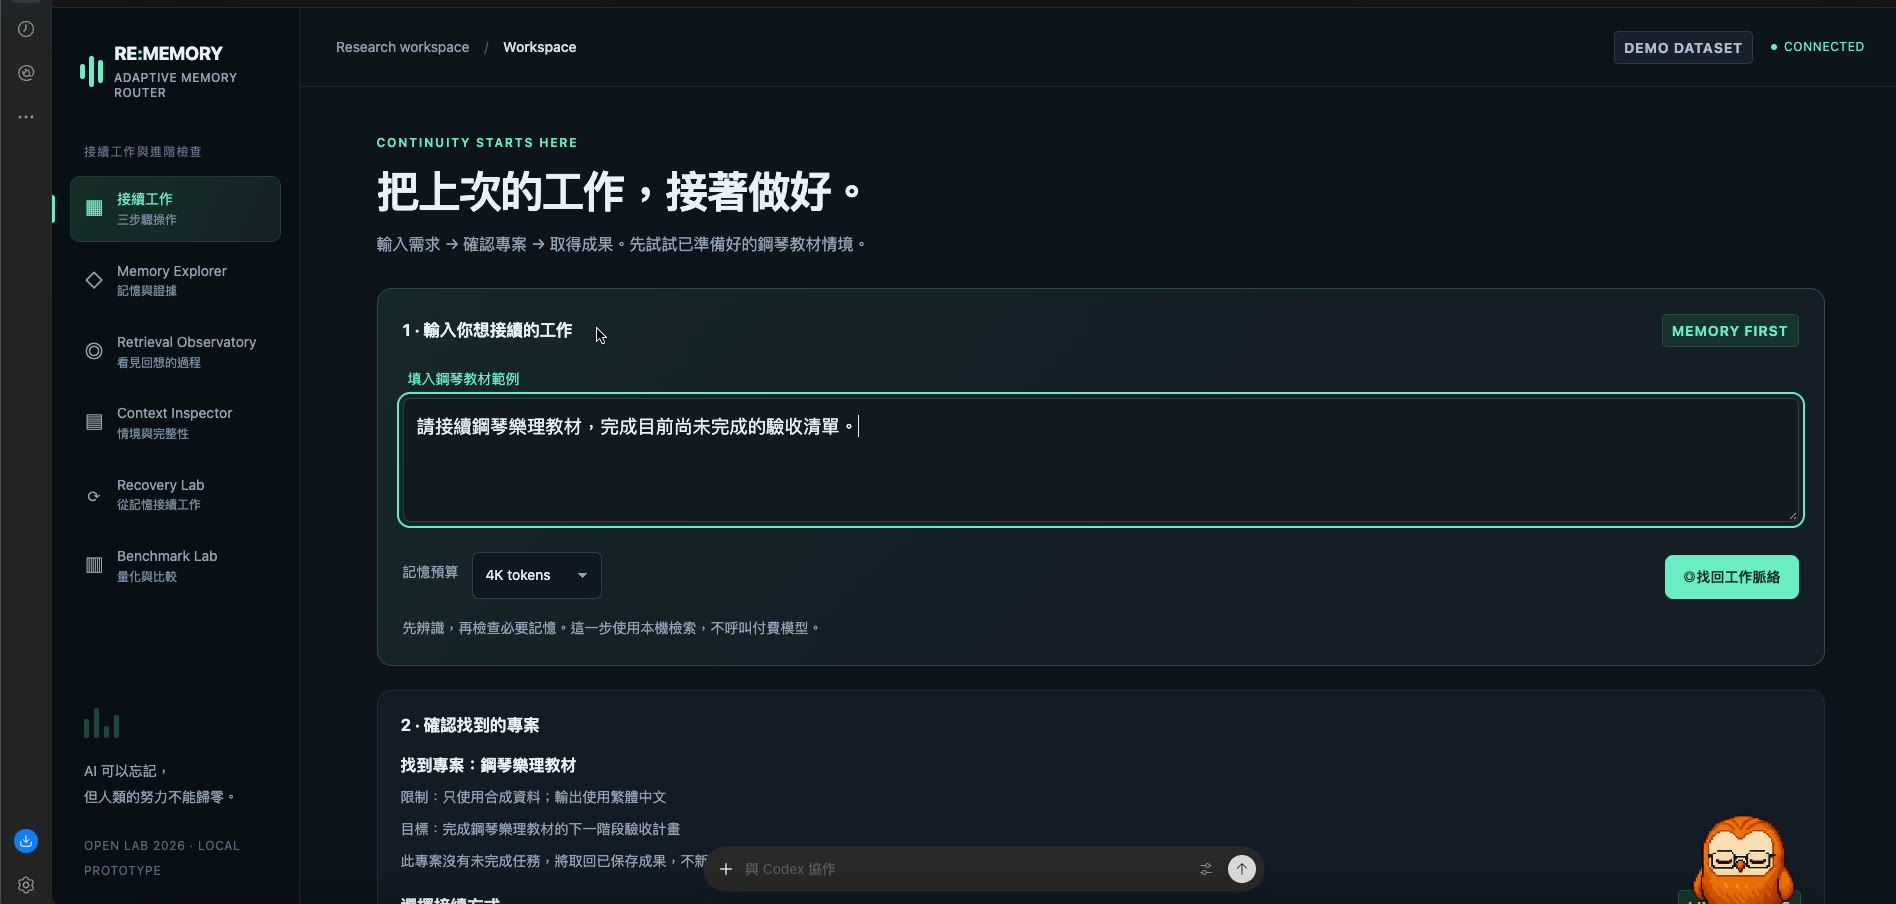 RE:MEMORY
ADAPTIVE MEMORY
ROUTER
接續工作與進階檢查
接續工作
三步驟操作
Memory Explorer
記憶與證據
Retrieval Observatory
看見回想的過程
Context Inspector
情境與完整性
Recovery Lab
從記憶接續工作
Benchmark Lab
量化與比較
AI 可以忘記，
但人類的努力不能歸零。
OPEN LAB 2026 · LOCAL
PROTOTYPE
Research workspace / Workspace
DEMO DATASET
CONNECTED
CONTINUITY STARTS HERE
把上次的工作，接著做好。
輸入需求 → 確認專案 → 取得成果。先試試已準備好的鋼琴教材情境。
1 · 輸入你想接續的工作
MEMORY FIRST
填入鋼琴教材範例
請接續鋼琴樂理教材，完成目前尚未完成的驗收清單。
記憶預算
4K tokens
◎找回工作脈絡
先辨識，再檢查必要記憶。這一步使用本機檢索，不呼叫付費模型。
2 · 確認找到的專案
找到專案：鋼琴樂理教材
限制：只使用合成資料；輸出使用繁體中文
目標：完成鋼琴樂理教材的下一階段驗收計畫
此專案沒有未完成任務，將取回已保存成果，不新
與 Codex 協作
選擇接續方式